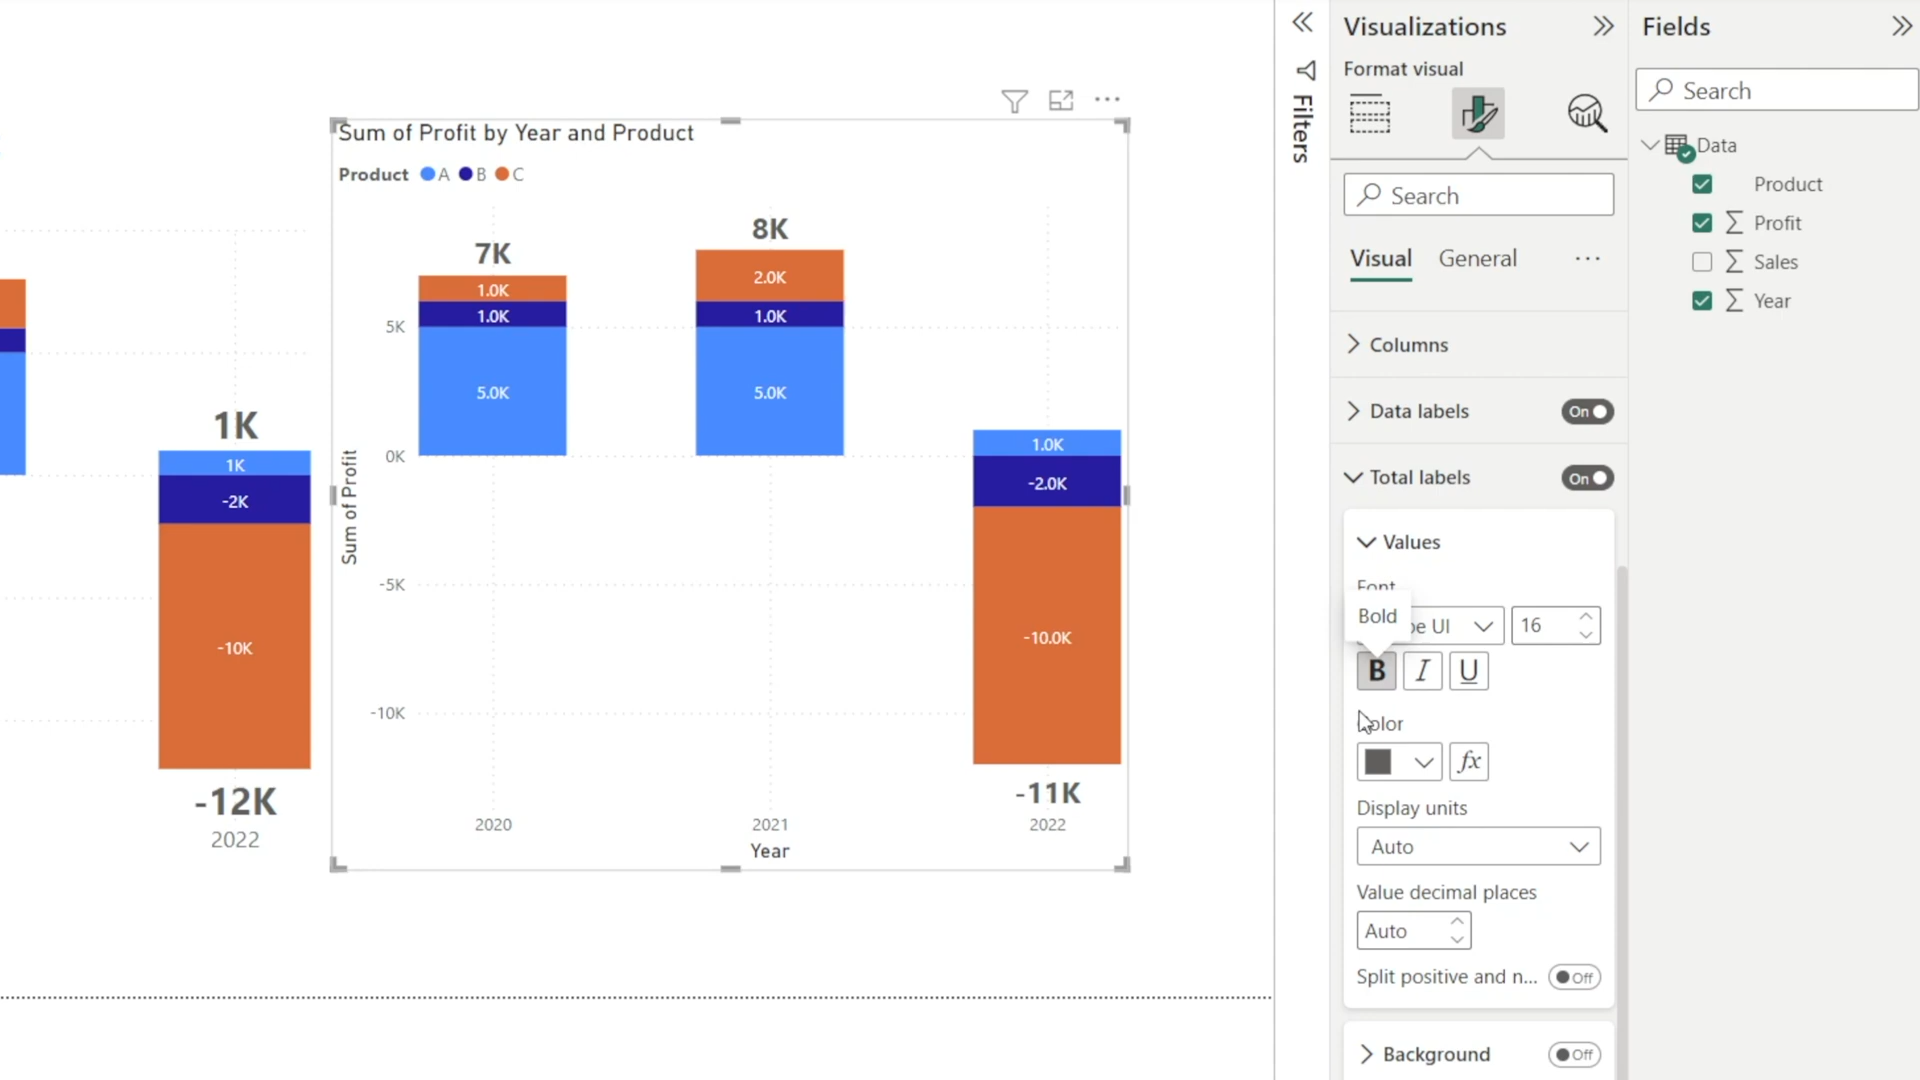 1K
1K
-2K
-10K
-12K
2022
Sum of Profit by Year and Product
Product A B C
7K
8K
1.0K
2.0K
1.0K
1.0K
5K
5.0K
5.0K
0K
1.0K
-2.0K
Sum of Profit
-5K
-10.0K
-10K
-11K
2020
2021
2022
Year
Filters
Visualizations
Format visual
Search
Visual General
Columns
Data labels On
Total labels On
Values
Font
Bold
be UI 16
B I U
olor
fx
Display units
Auto
Value decimal places
Auto
Split positive and n... Off
Background Off
Fields
Search
Data
Product
Profit
Sales
Year